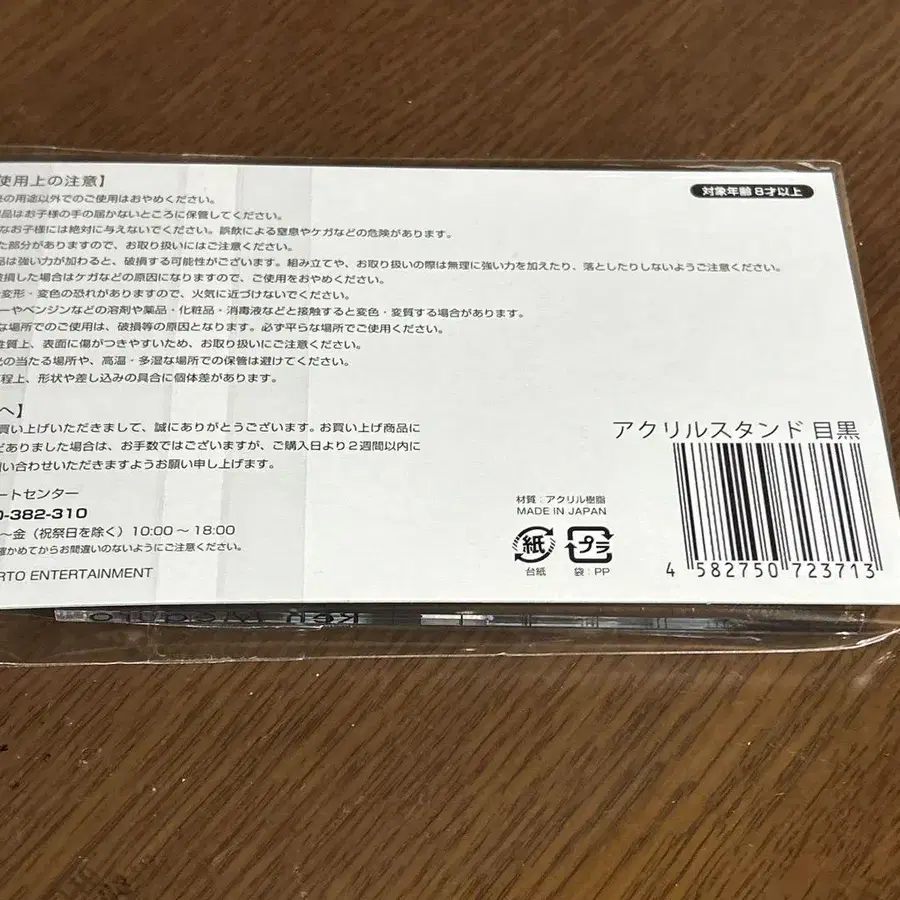 使用上の注意】
対象年齢 8才以上
の用途以外でのご使用はおやめください。
品はお子様の手の届かないところに保管してください。
なお子様には絶対に与えないでください。誤飲による窒息やケガなどの危険があります。
た部分がありますので、お取り扱いにはご注意ください。
品は強い力が加わると、破損する可能性がございます。組み立てや、お取り扱いの際は無理に強い力を加えたり、落としたりしないようご注意ください。
破損した場合はケガなどの原因になりますので、ご使用をおやめください。
変形・変色の恐れがありますので、火気に近づけないでください。
ーやベンジンなどの溶剤や薬品・化粧品・消毒液などと接触すると変色・変質する場合があります。
な場所でのご使用は、破損等の原因となります。必ず平らな場所でご使用ください。
性質上、表面に傷がつきやすいため、お取り扱いにご注意ください。
の当たる場所や、高温・多湿な場所での保管は避けてください。
程上、形状や差し込みの具合に個体差があります。
へ】
買い上げいただきまして、誠にありがとうございます。お買い上げ商品に
どありました場合は、お手数ではございますが、ご購入日より2週間以内に
い合わせいただきますようお願い申し上げます。
ートセンター
0-382-310
～金（祝祭日を除く）10:00～18:00
確かめてからお間違いのないようにご注意ください。
RTO ENTERTAINMENT
アクリルスタンド 目黒
材質：アクリル樹脂
MADE IN JAPAN
紙
プラ
台紙
袋：PP
4 582750 723713